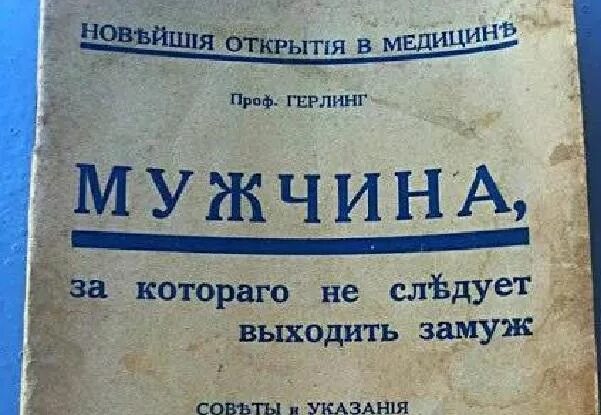 НОВѢЙШІЯ ОТКРЫТІЯ В МЕДИЦИНѢ
Проф. ГЕРЛИНГ
МУЖЧИНА,
за котораго не слѣдует
выходить замуж
СОВѢТЫ и УКАЗАНІЯ